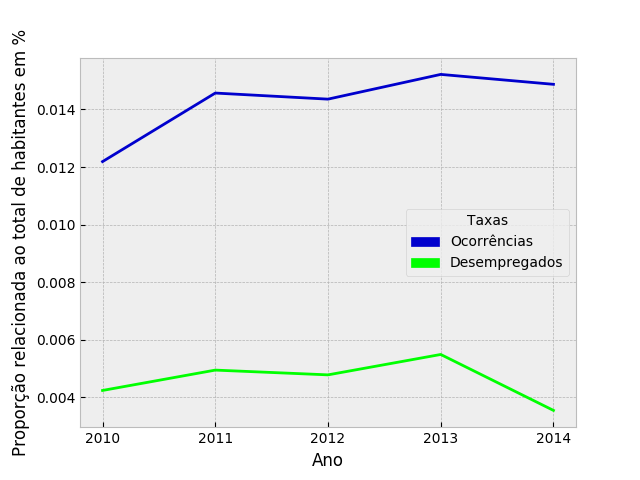 Proporção relacionada ao total de habitantes em %
0.014
0.012
0.010
0.008
0.006
0.004
Taxas
Ocorrências
Desempregados
2010 2011 2012 2013 2014
Ano